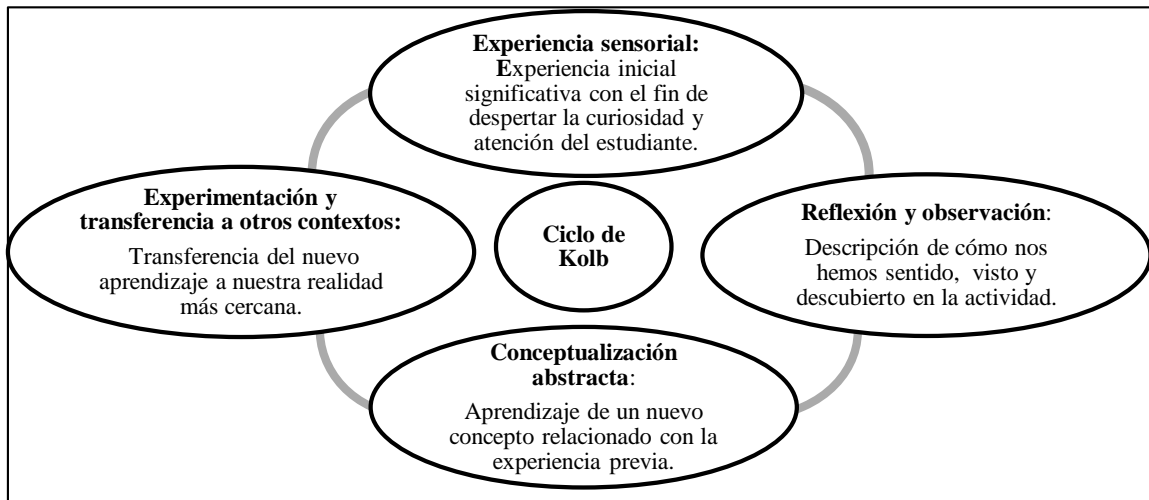 Experiencia sensorial:
Experiencia inicial
significativa con el fin de
despertar la curiosidad y
atención del estudiante.
Experimentación y
transferencia a otros contextos:
Transferencia del nuevo
aprendizaje a nuestra realidad
más cercana.
Ciclo de
Kolb
Reflexión y observación:
Descripción de cómo nos
hemos sentido, visto y
descubierto en la actividad.
Conceptualización
abstracta:
Aprendizaje de un nuevo
concepto relacionado con la
experiencia previa.